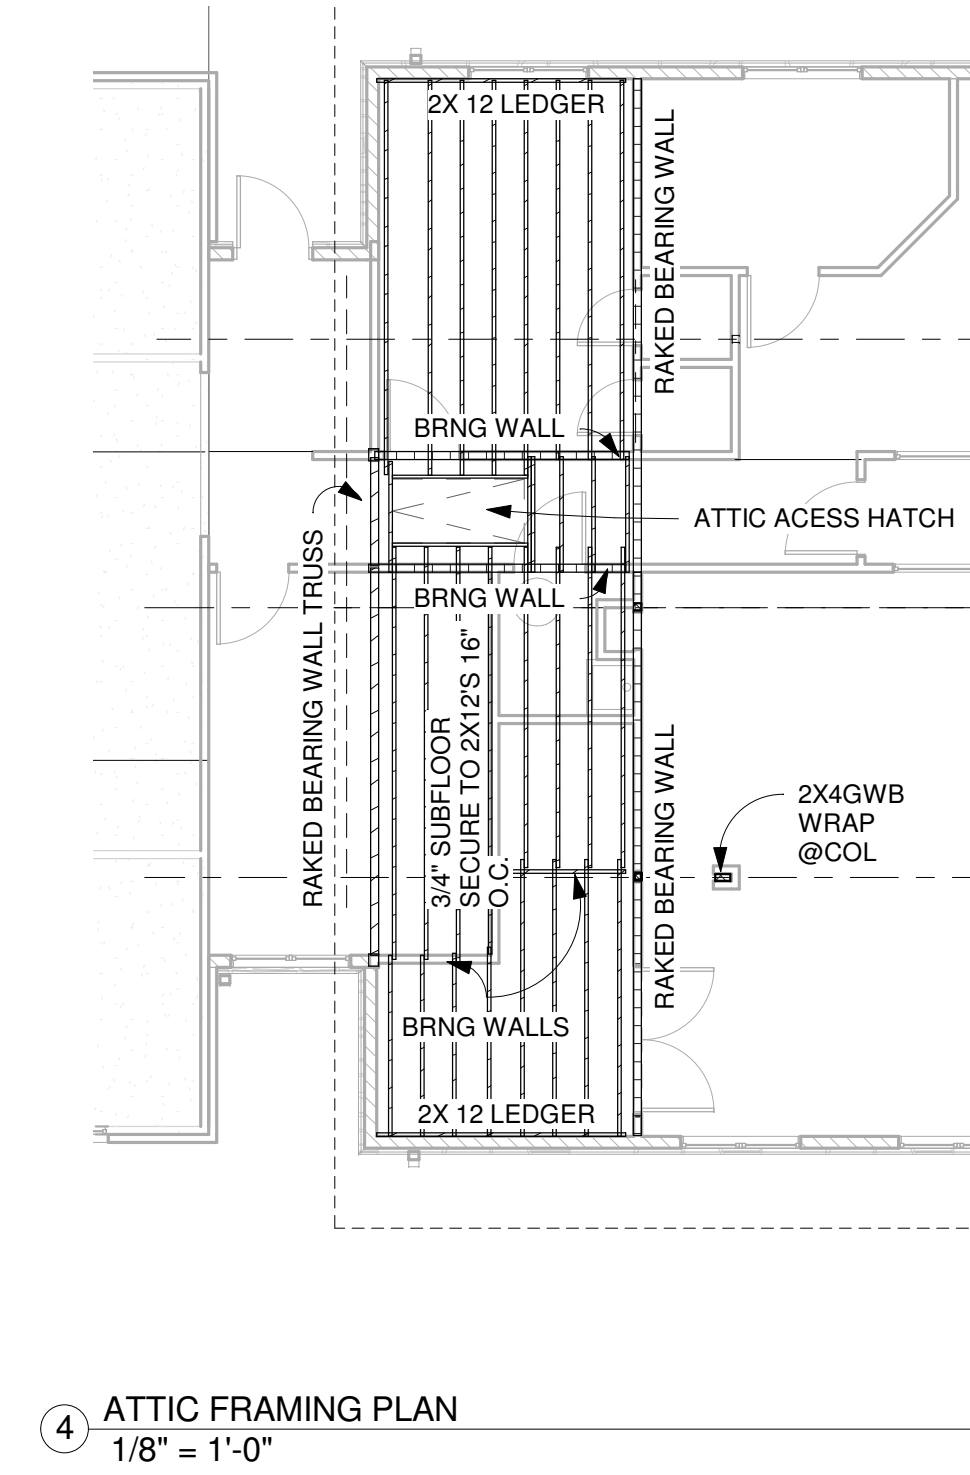 2X 12 LEDGER
RAKED BEARING WALL
BRNG WALL
ATTIC ACESS HATCH
RAKED BEARING WALL TRUSS
BRNG WALL
3/4" SUBFLOOR
SECURE TO 2X12'S 16"
O.C.
RAKED BEARING WALL
2X4GWB
WRAP
@COL
BRNG WALLS
2X 12 LEDGER
4
ATTIC FRAMING PLAN
1/8" = 1'-0"